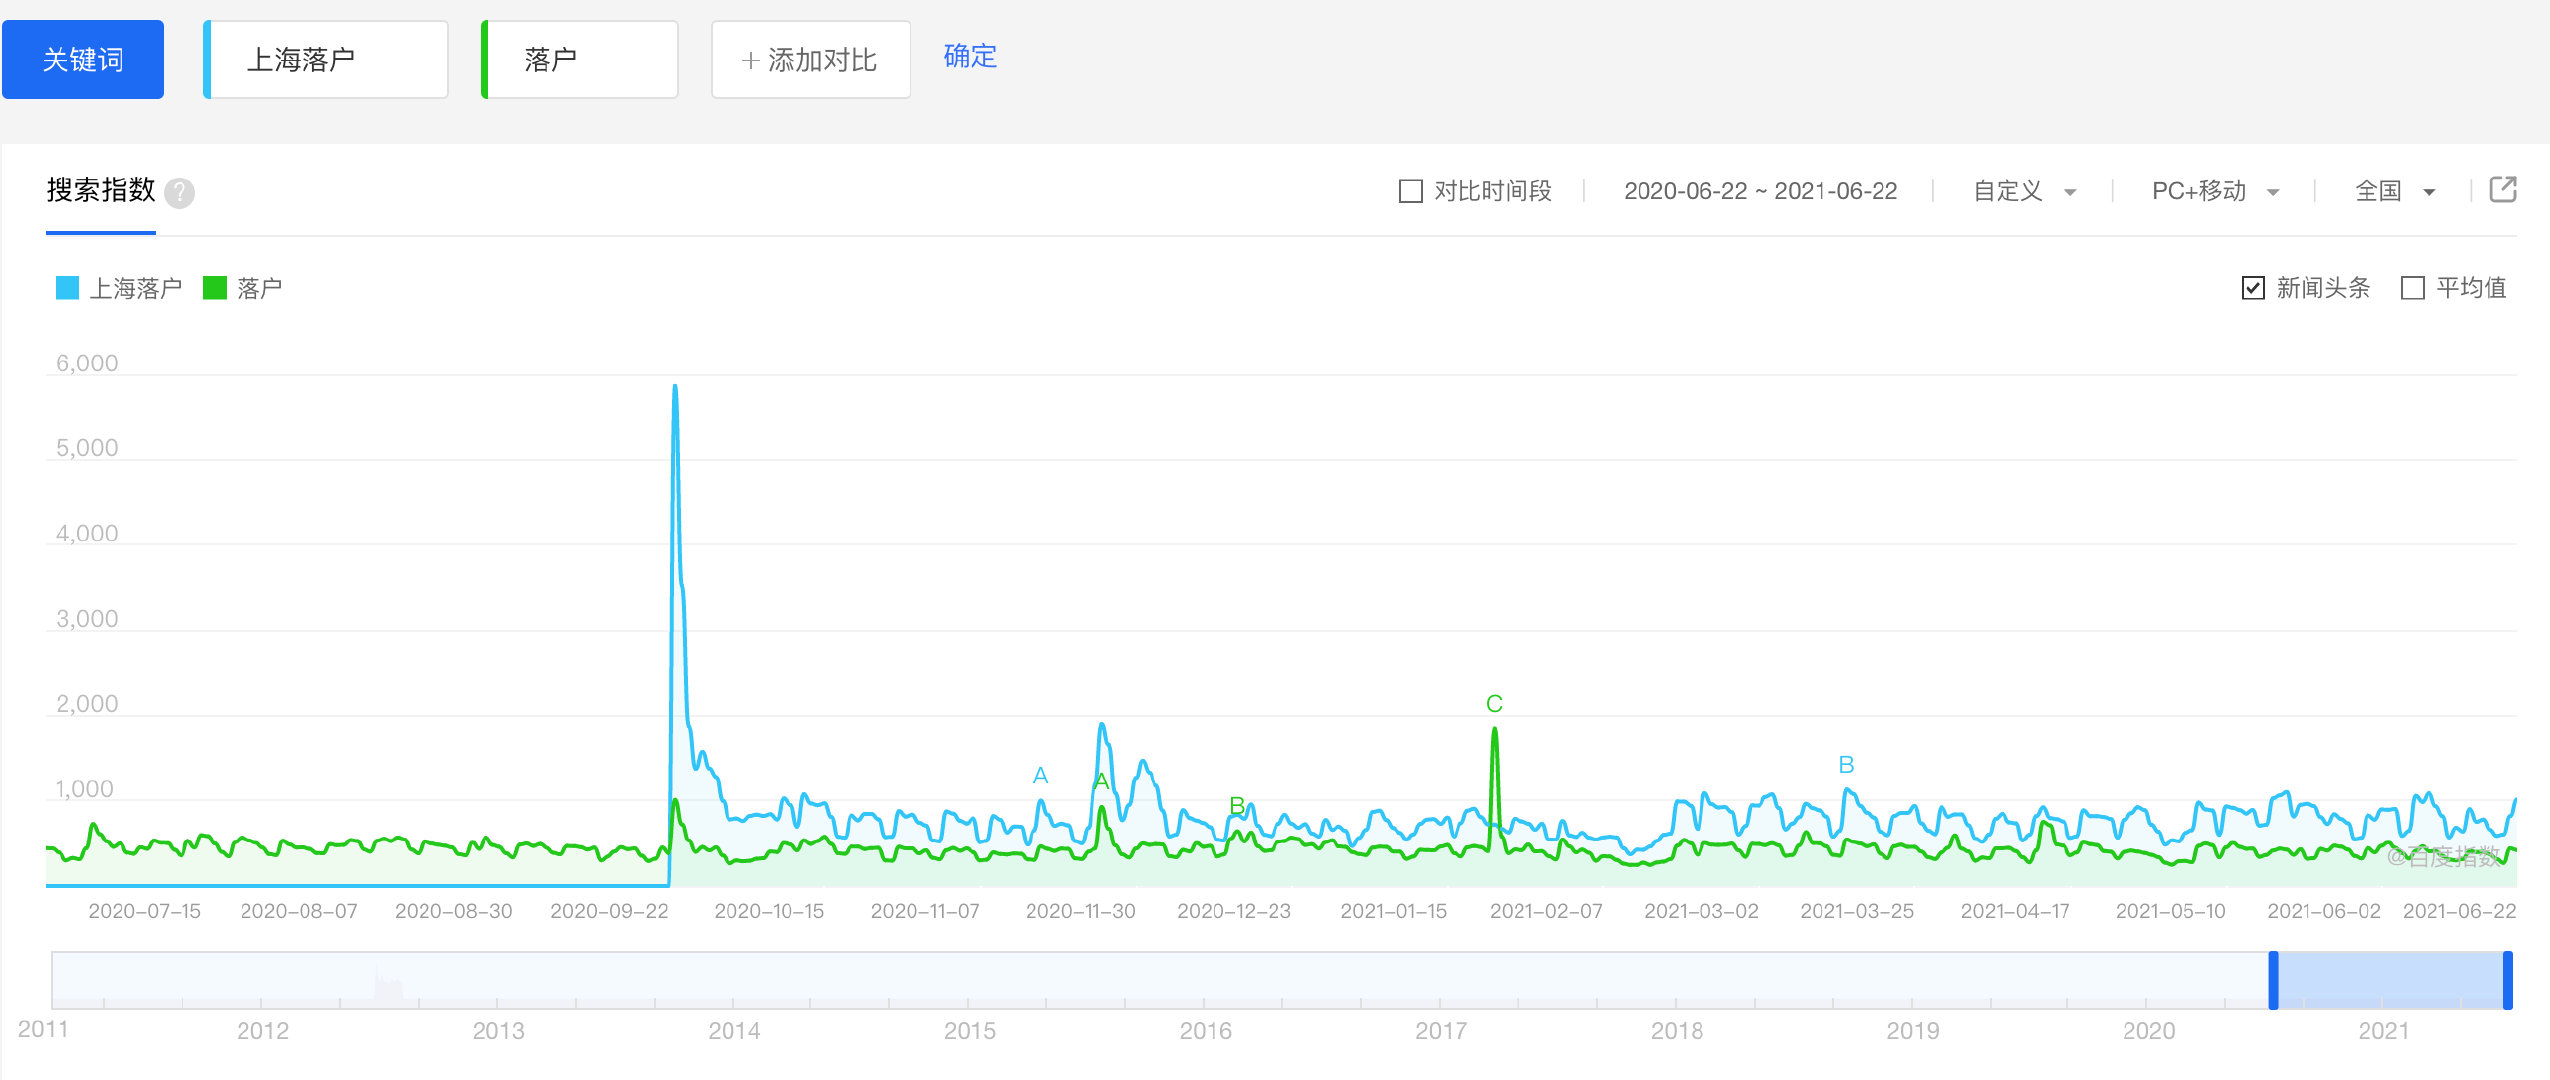 关键词 上海落户 落户 + 添加对比 确定
搜索指数 ? 对比时间段 2020-06-22 ~ 2021-06-22 自定义 PC+移动 全国
上海落户 落户 新闻头条 平均值
6,000
5,000
4,000
3,000
2,000
1,000
C
A
A
B
B
@百度指数
2020-07-15 2020-08-07 2020-08-30 2020-09-22 2020-10-15 2020-11-07 2020-11-30 2020-12-23 2021-01-15 2021-02-07 2021-03-02 2021-03-25 2021-04-17 2021-05-10 2021-06-02 2021-06-22
2011 2012 2013 2014 2015 2016 2017 2018 2019 2020 2021